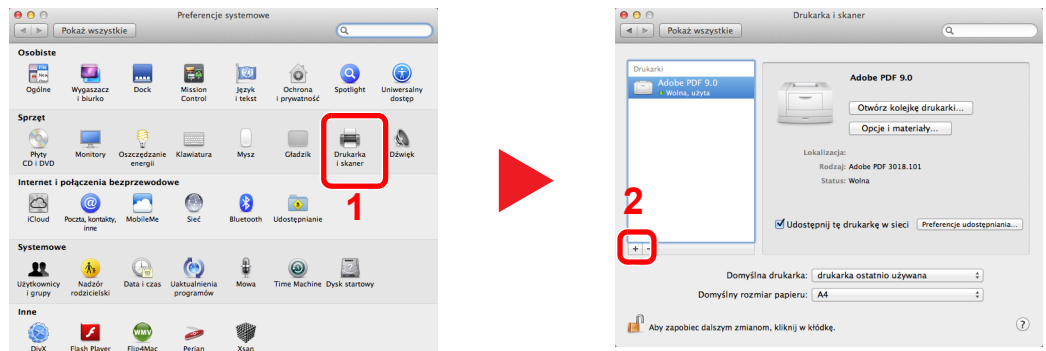 Preferencje systemowe
Pokaż wszystkie
Osobiste
Ogólne
Wygaszacz
i biurko
Dock
Mission
Control
Język
i tekst
Ochrona
i prywatność
Spotlight
Uniwersalny
dostęp
Sprzęt
Płyty
CD i DVD
Monitory
Oszczędzanie
energii
Klawiatura
Mysz
Gładzik
Drukarka
i skaner
Dźwięk
1
Internet i połączenia bezprzewodowe
iCloud
Poczta, kontakty,
inne
MobileMe
Sieć
Bluetooth
Udostępnianie
Systemowe
Użytkownicy
i grupy
Nadzór
rodzicielski
Data i czas
Uaktualnienia
programów
Mowa
Time Machine
Dysk startowy
Inne
DivX
Flash Player
WMV
Flip4Mac
Perian
Xsan
Drukarka i skaner
Pokaż wszystkie
Drukarki
Adobe PDF 9.0
Wolna, użyta
2
+ -
Adobe PDF 9.0
Otwórz kolejkę drukarki...
Opcje i materiały...
Lokalizacja:
Rodzaj: Adobe PDF 3018.101
Status: Wolna
Udostępnij tę drukarkę w sieci
Preferencje udostępniania...
Domyślna drukarka: drukarka ostatnio używana
Domyślny rozmiar papieru: A4
Aby zapobiec dalszym zmianom, kliknij w kłódkę.
?